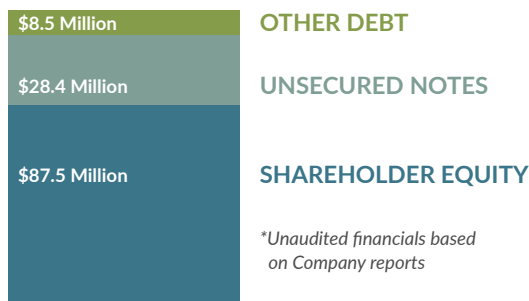 $8.5 Million OTHER DEBT
$28.4 Million UNSECURED NOTES
$87.5 Million SHAREHOLDER EQUITY
*Unaudited financials based
on Company reports